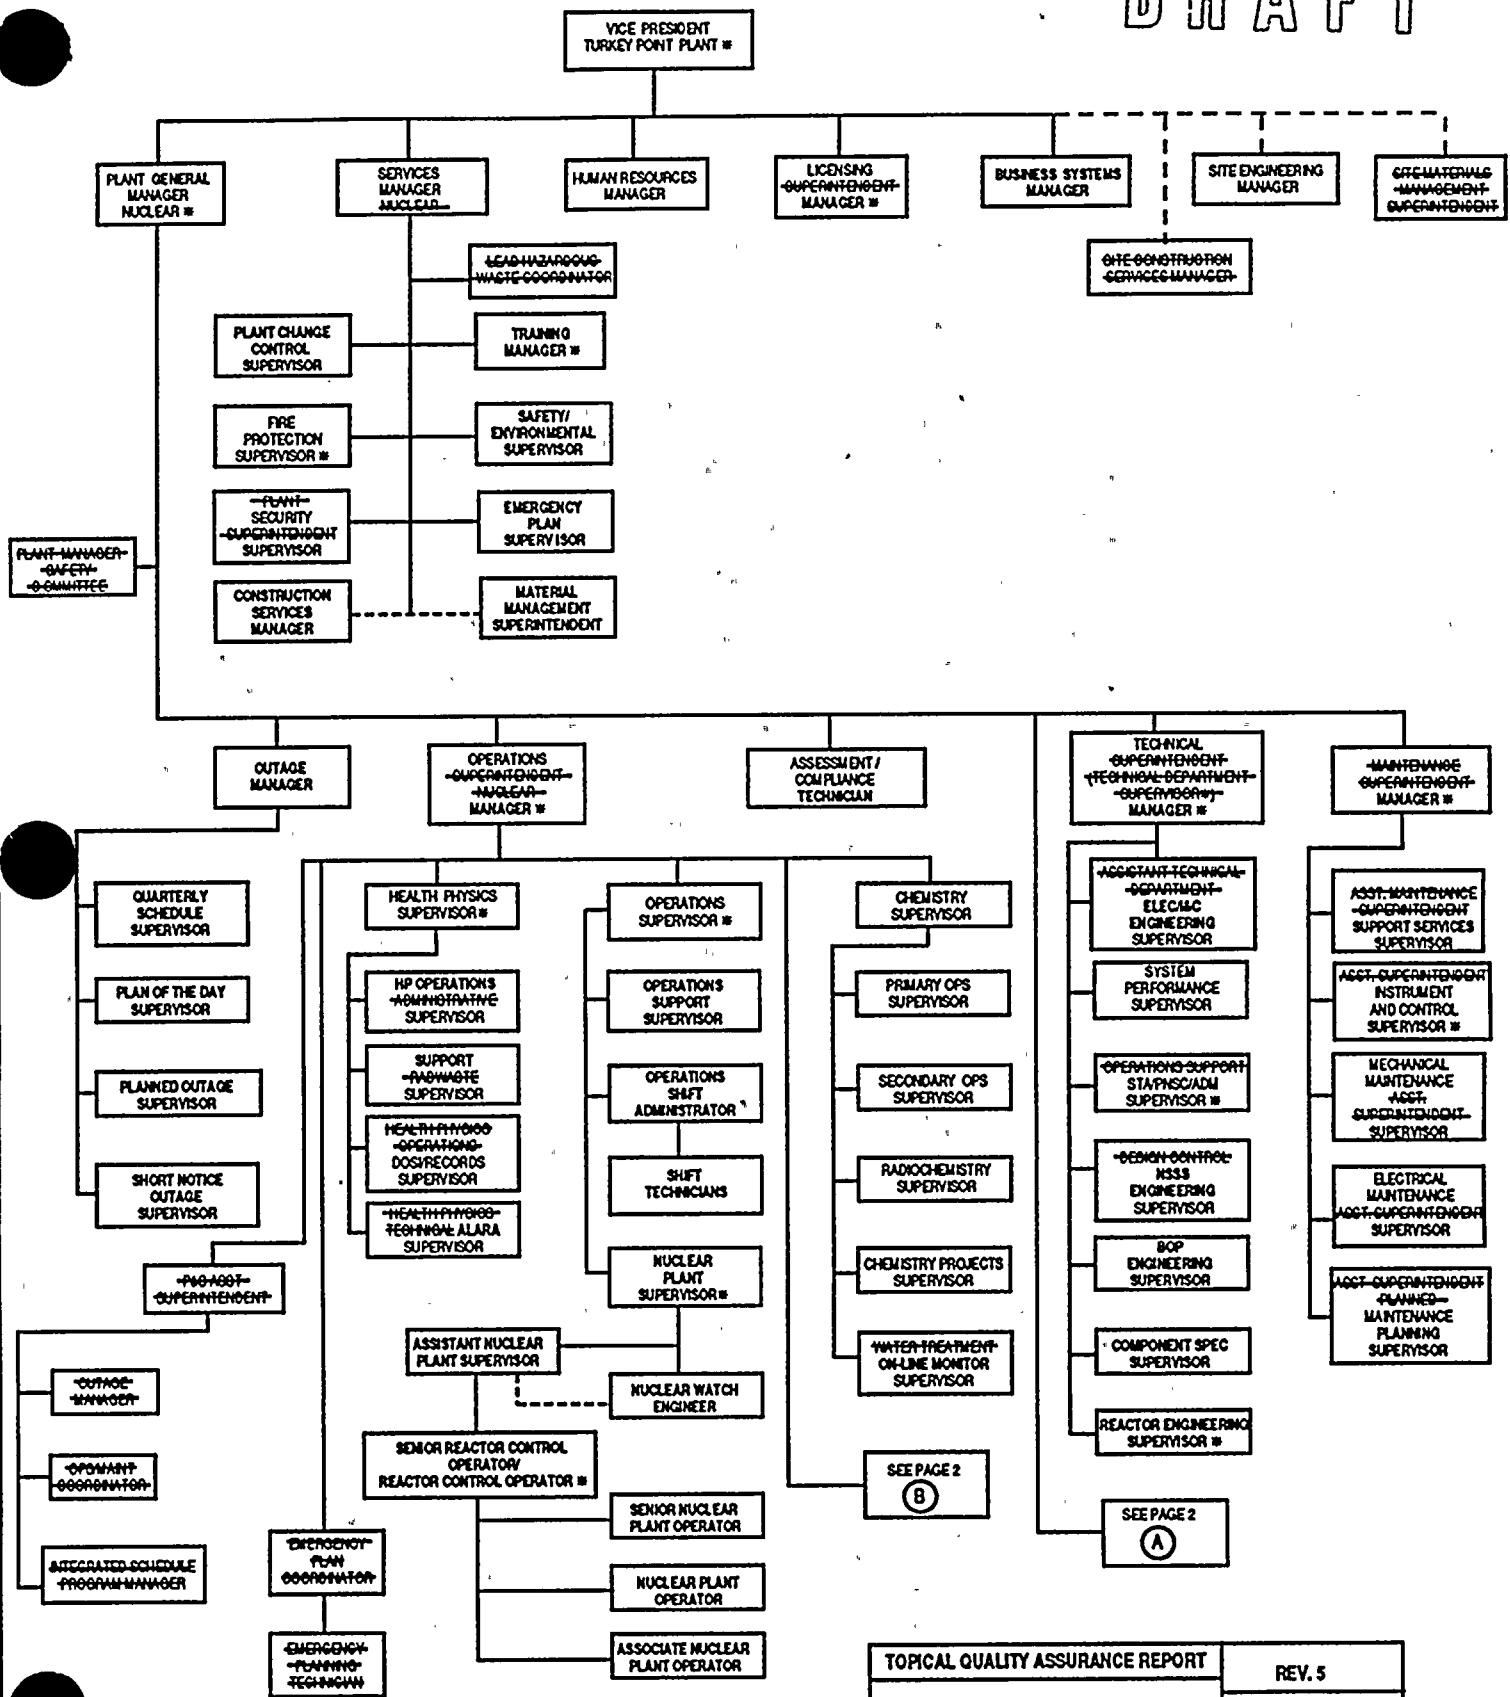 DRAFT
VICE PRESIDENT
TURKEY POINT PLANT *
PLANT GENERAL
MANAGER
NUCLEAR *
SERVICES
MANAGER
NUCLEAR
HUMAN RESOURCES
MANAGER
LICENSING
SUPERINTENDENT
MANAGER *
BUSINESS SYSTEMS
MANAGER
SITE ENGINEERING
MANAGER
SITE MATERIALS
MANAGEMENT
SUPERINTENDENT
SITE CONSTRUCTION
SERVICES MANAGER
LEAD HAZARDOUS
WASTE COORDINATOR
PLANT CHANGE
CONTROL
SUPERVISOR
TRAINING
MANAGER *
FIRE
PROTECTION
SUPERVISOR *
SAFETY/
ENVIRONMENTAL
SUPERVISOR
PLANT
SECURITY
SUPERINTENDENT
SUPERVISOR
EMERGENCY
PLAN
SUPERVISOR
PLANT MANAGER
SAFETY
COMMITTEE
CONSTRUCTION
SERVICES
MANAGER
MATERIAL
MANAGEMENT
SUPERINTENDENT
OUTAGE
MANAGER
OPERATIONS
SUPERINTENDENT
NUCLEAR
MANAGER *
ASSESSMENT/
COMPLIANCE
TECHNICIAN
TECHNICAL
SUPERINTENDENT
(TECHNICAL DEPARTMENT
SUPERVISOR*)
MANAGER *
MAINTENANCE
SUPERINTENDENT
MANAGER *
QUARTERLY
SCHEDULE
SUPERVISOR
PLAN OF THE DAY
SUPERVISOR
PLANNED OUTAGE
SUPERVISOR
SHORT NOTICE
OUTAGE
SUPERVISOR
HEALTH PHYSICS
SUPERVISOR *
HP OPERATIONS
ADMINISTRATIVE
SUPERVISOR
SUPPORT
RADWASTE
SUPERVISOR
HEALTH PHYSICS
OPERATIONS
DOSI/RECORDS
SUPERVISOR
HEALTH PHYSICS
TECHNICAL ALARA
SUPERVISOR
OPERATIONS
SUPERVISOR *
OPERATIONS
SUPPORT
SUPERVISOR
OPERATIONS
SHIFT
ADMINISTRATOR
SHIFT
TECHNICIANS
NUCLEAR
PLANT
SUPERVISOR *
CHEMISTRY
SUPERVISOR
PRIMARY OPS
SUPERVISOR
SECONDARY OPS
SUPERVISOR
RADIOCHEMISTRY
SUPERVISOR
CHEMISTRY PROJECTS
SUPERVISOR
WATER TREATMENT
ON-LINE MONITOR
SUPERVISOR
ASSISTANT TECHNICAL
DEPARTMENT
ELEC/I&C
ENGINEERING
SUPERVISOR
SYSTEM
PERFORMANCE
SUPERVISOR
OPERATIONS SUPPORT
STA/PNSC/ADM
SUPERVISOR *
DESIGN CONTROL
NSSS
ENGINEERING
SUPERVISOR
BOP
ENGINEERING
SUPERVISOR
COMPONENT SPEC
SUPERVISOR
REACTOR ENGINEERING
SUPERVISOR *
ASST. MAINTENANCE
SUPERINTENDENT
SUPPORT SERVICES
SUPERVISOR
ASST. SUPERINTENDENT
INSTRUMENT
AND CONTROL
SUPERVISOR *
MECHANICAL
MAINTENANCE
ASST.
SUPERINTENDENT
SUPERVISOR
ELECTRICAL
MAINTENANCE
ASST. SUPERINTENDENT
SUPERVISOR
ASST SUPERINTENDENT
PLANNED
MAINTENANCE
PLANNING
SUPERVISOR
P&S ASST
SUPERINTENDENT
OUTAGE
MANAGER
OPS/MAINT
COORDINATOR
INTEGRATED SCHEDULE
PROGRAM MANAGER
EMERGENCY
PLAN
COORDINATOR
EMERGENCY
PLANNING
TECHNICIAN
ASSISTANT NUCLEAR
PLANT SUPERVISOR
NUCLEAR WATCH
ENGINEER
SENIOR REACTOR CONTROL
OPERATOR/
REACTOR CONTROL OPERATOR *
SENIOR NUCLEAR
PLANT OPERATOR
NUCLEAR PLANT
OPERATOR
ASSOCIATE NUCLEAR
PLANT OPERATOR
SEE PAGE 2
B
SEE PAGE 2
A
TOPICAL QUALITY ASSURANCE REPORT
REV. 5